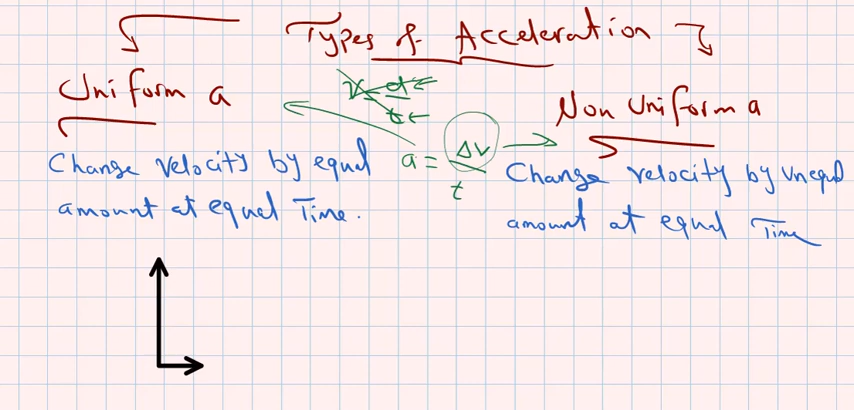 Types of Acceleration
Uniform a
v = d
t
Non Uniform a
a = Δv
t
Change velocity by equal
amount at equal Time.
Change velocity by unequal
amount at equal Time